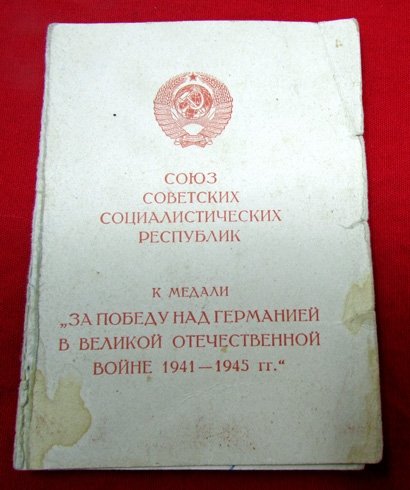 СОЮЗ
СОВЕТСКИХ
СОЦИАЛИСТИЧЕСКИХ
РЕСПУБЛИК
К МЕДАЛИ
„ЗА ПОБЕДУ НАД ГЕРМАНИЕЙ
В ВЕЛИКОЙ ОТЕЧЕСТВЕННОЙ
ВОЙНЕ 1941—1945 гг.“